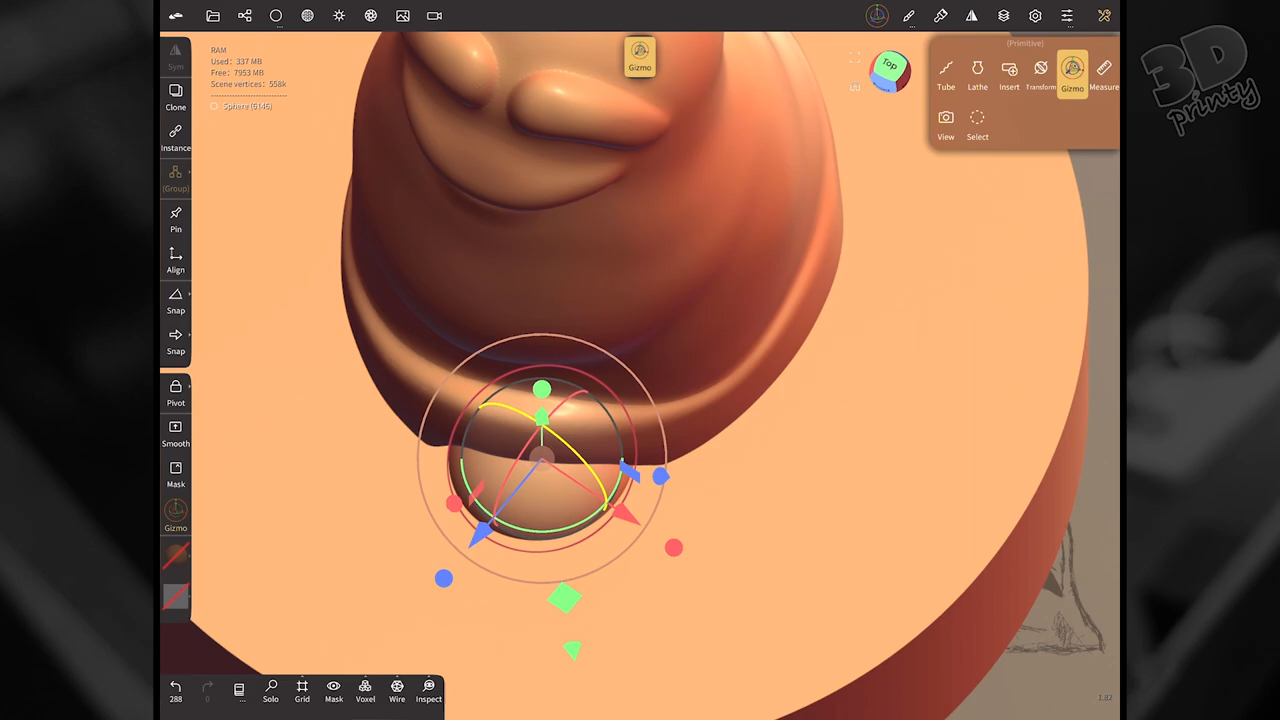 RAM
Used: 337 MB
Free: 7953 MB
Scene vertices: 558k
Sphere (6146)
Gizmo
Top
(Primitive)
Tube
Lathe
Insert
Transform
Gizmo
Measure
View
Select
3D
printy
Sym
Clone
Instance
(Group)
Pin
Align
Snap
Snap
Pivot
Smooth
Mask
Gizmo
288
0
...
Solo
Grid
Mask
Voxel
Wire
Inspect
1.82